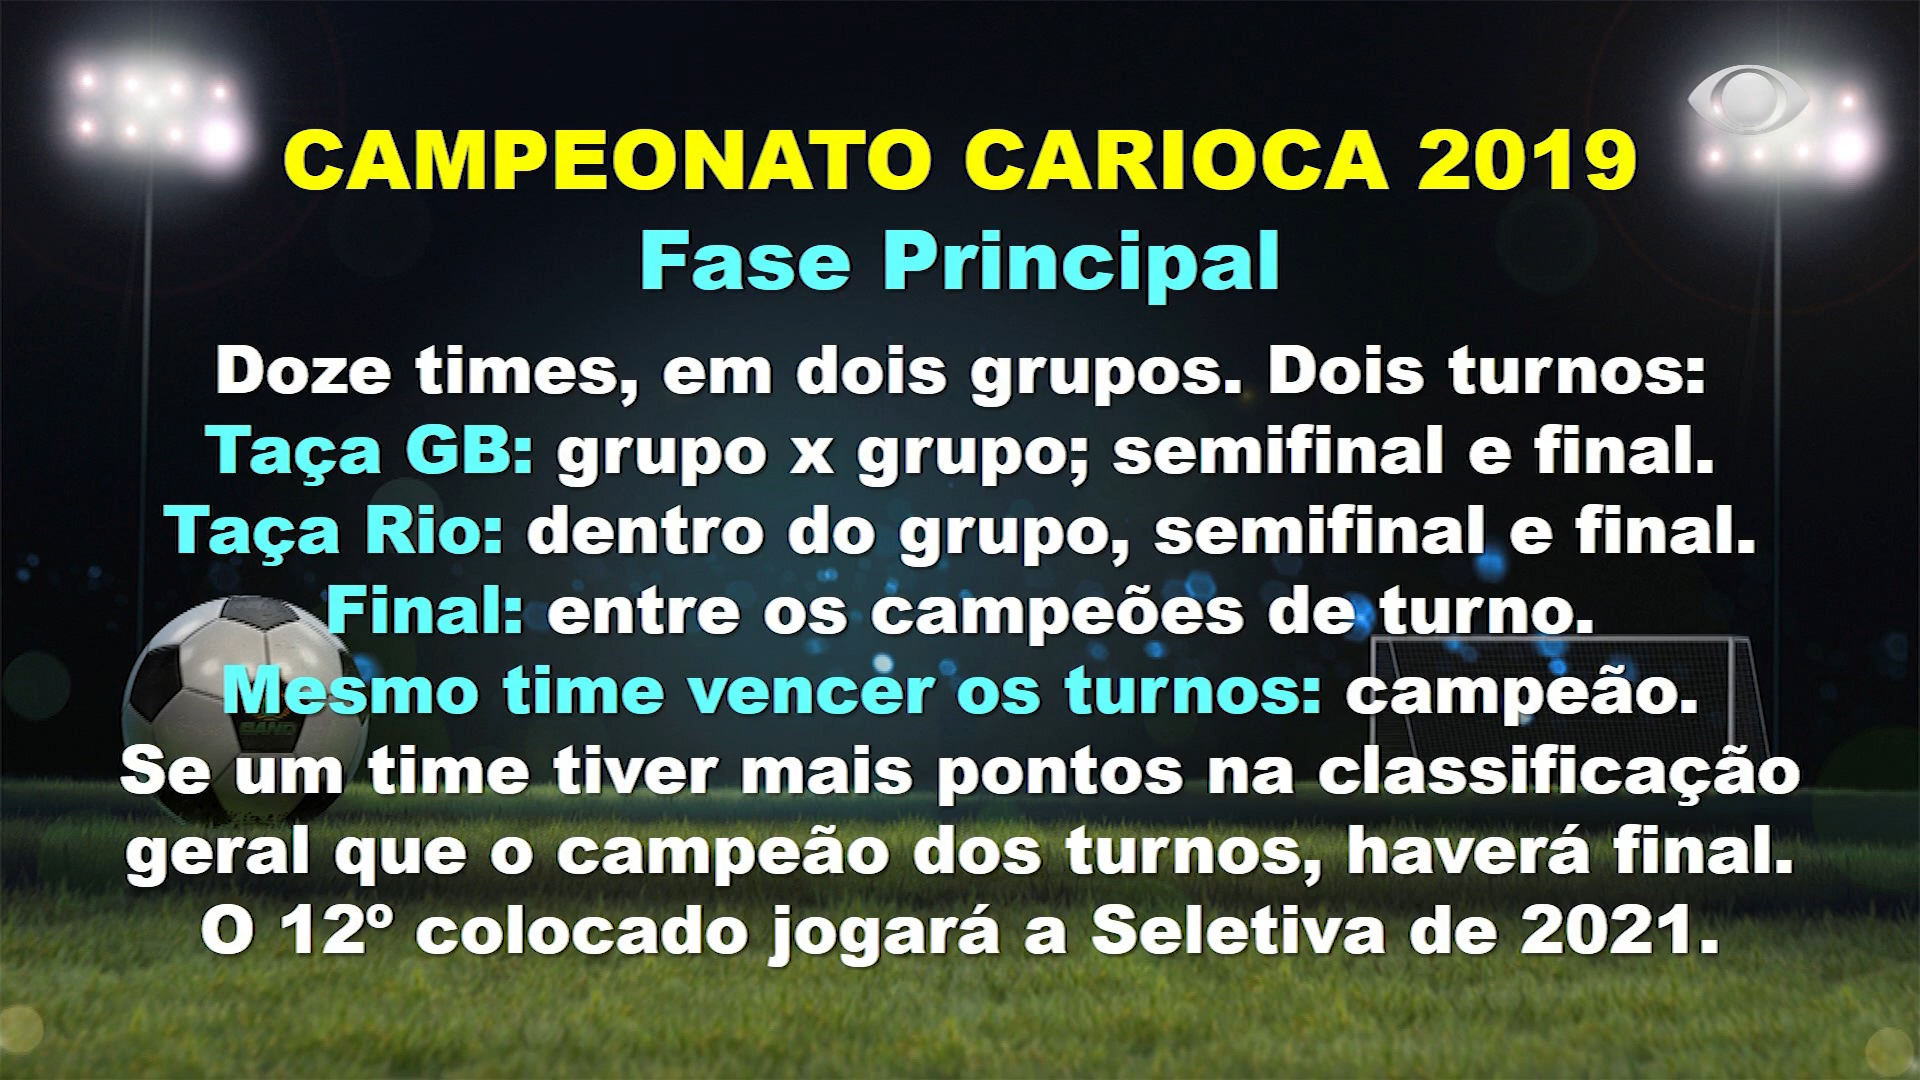 CAMPEONATO CARIOCA 2019
Fase Principal
Doze times, em dois grupos. Dois turnos:
Taça GB: grupo x grupo; semifinal e final.
Taça Rio: dentro do grupo, semifinal e final.
Final: entre os campeões de turno.
Mesmo time vencer os turnos: campeão.
BAND
Se um time tiver mais pontos na classificação
geral que o campeão dos turnos, haverá final.
O 12º colocado jogará a Seletiva de 2021.